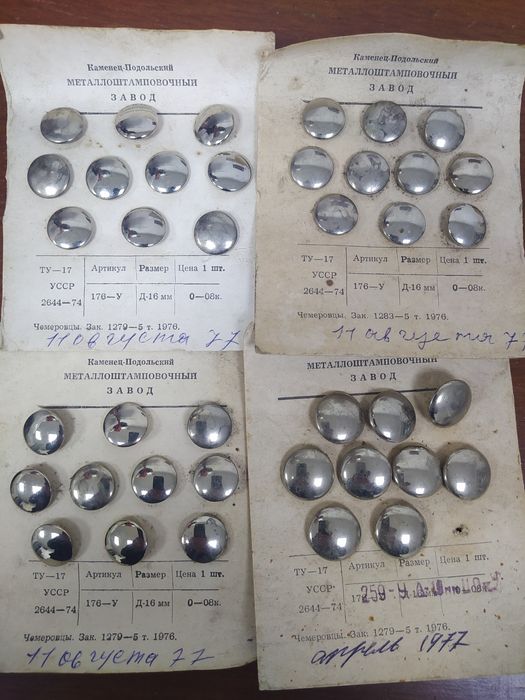 Каменец-Подольский
МЕТАЛЛОШТАМПОВОЧНЫЙ
ЗАВОД
ТУ—17
УССР
2644—74
Артикул Размер Цена 1 шт.
176—У Д-16 мм 0—08к.
Чемеровцы. Зак. 1279—5 т. 1976.
11 августа 77
Каменец-Подольский
МЕТАЛЛОШТАМПОВОЧНЫЙ
ЗАВОД
ТУ—17
УССР
2644—74
Артикул Размер Цена 1 шт.
176—У Д-16 мм 0—08к.
Чемеровцы. Зак. 1283—5 т. 1976.
11 августа 77
Каменец-Подольский
МЕТАЛЛОШТАМПОВОЧНЫЙ
ЗАВОД
ТУ—17
УССР
2644—74
Артикул Размер Цена 1 шт.
176—У Д-16 мм 0—08к.
Чемеровцы. Зак. 1279—5 т. 1976.
11 августа 77
МЕТАЛЛОШТАМПОВОЧНЫЙ
ЗАВОД
ТУ—17
УССР
2644—74
Артикул Размер Цена 1 шт.
259-У
Чемеровцы. Зак. 1279—5 т. 1976.
апрель 1977